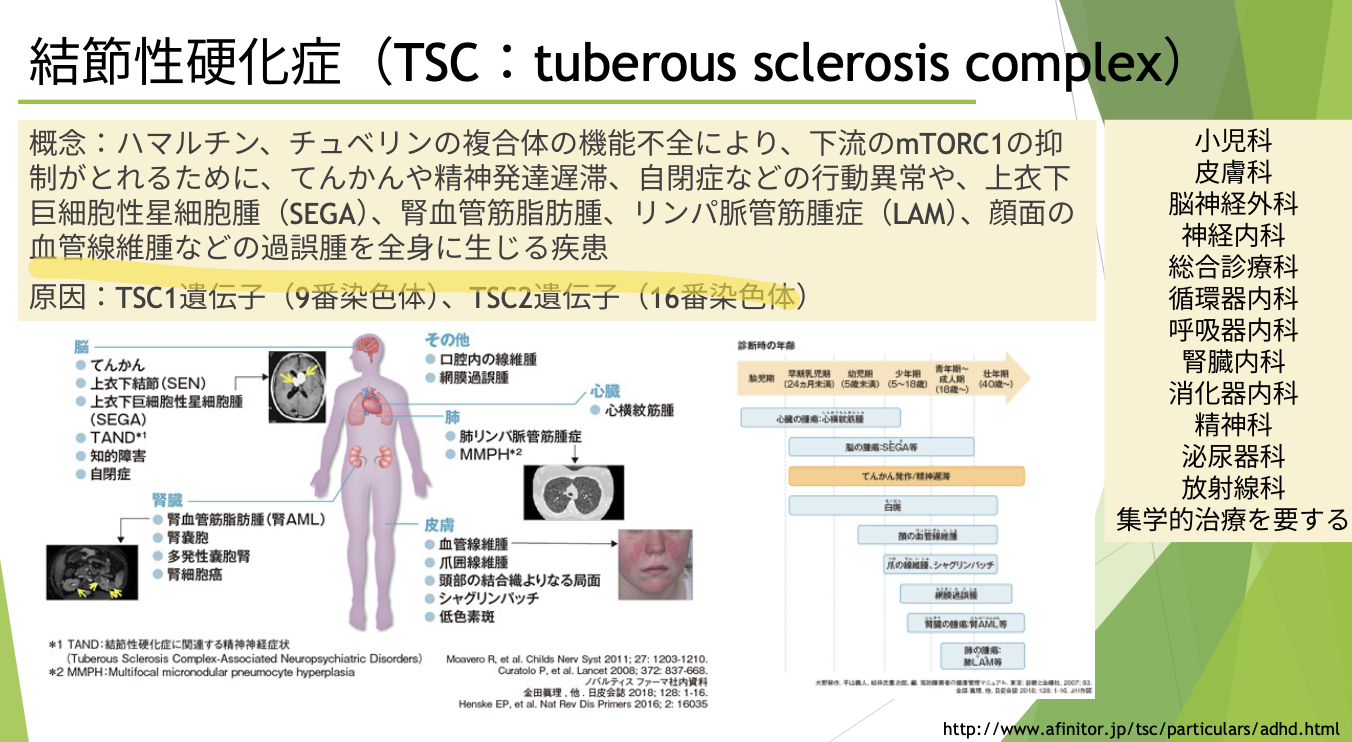 結節性硬化症（TSC：tuberous sclerosis complex）
概念：ハマルチン、チュベリンの複合体の機能不全により、下流のmTORC1の抑
制がとれるために、てんかんや精神発達遅滞、自閉症などの行動異常や、上衣下
巨細胞性星細胞腫（SEGA）、腎血管筋脂肪腫、リンパ脈管筋腫症（LAM）、顔面の
血管線維腫などの過誤腫を全身に生じる疾患
原因：TSC1遺伝子（9番染色体）、TSC2遺伝子（16番染色体）
小児科
皮膚科
脳神経外科
神経内科
総合診療科
循環器内科
呼吸器内科
腎臓内科
消化器内科
精神科
泌尿器科
放射線科
集学的治療を要する
脳
てんかん
上衣下結節（SEN）
上衣下巨細胞性星細胞腫
（SEGA）
TAND*1
知的障害
自閉症
その他
口腔内の線維腫
網膜過誤腫
心臓
心横紋筋腫
肺
肺リンパ脈管筋腫症
MMPH*2
腎臓
腎血管筋脂肪腫（腎AML）
腎嚢胞
多発性嚢胞腎
腎細胞癌
皮膚
血管線維腫
爪囲線維腫
頭部の結合織よりなる局面
シャグリンパッチ
低色素斑
*1 TAND：結節性硬化症に関連する精神神経症状
（Tuberous Sclerosis Complex-Associated Neuropsychiatric Disorders）
*2 MMPH：Multifocal micronodular pneumocyte hyperplasia
Moavero R, et al. Childs Nerv Syst 2011; 27: 1203-1210.
Curatolo P, et al. Lancet 2008; 372: 837-668.
ノバルティス ファーマ社内資料
金田眞理 , 他 . 日皮会誌 2018; 128: 1-16.
Henske EP, et al. Nat Rev Dis Primers 2016; 2: 16035
診断時の年齢
胎児期
早期乳児期
（24ヵ月未満）
幼児期
（5歳未満）
少年期
（5～18歳）
青年期～
成人期
（18歳～）
壮年期
（40歳～）
心臓の腫瘍：心横紋筋腫
脳の腫瘍：SEGA等
てんかん発作/精神遅滞
白斑
顔の血管線維腫
爪の線維腫、シャグリンパッチ
網膜過誤腫
腎臓の腫瘍：腎AML等
肺の腫瘍：
肺LAM等
金田 眞理, 他. 日皮会誌 2018; 128: 1-16. より作図
http://www.afinitor.jp/tsc/particulars/adhd.html